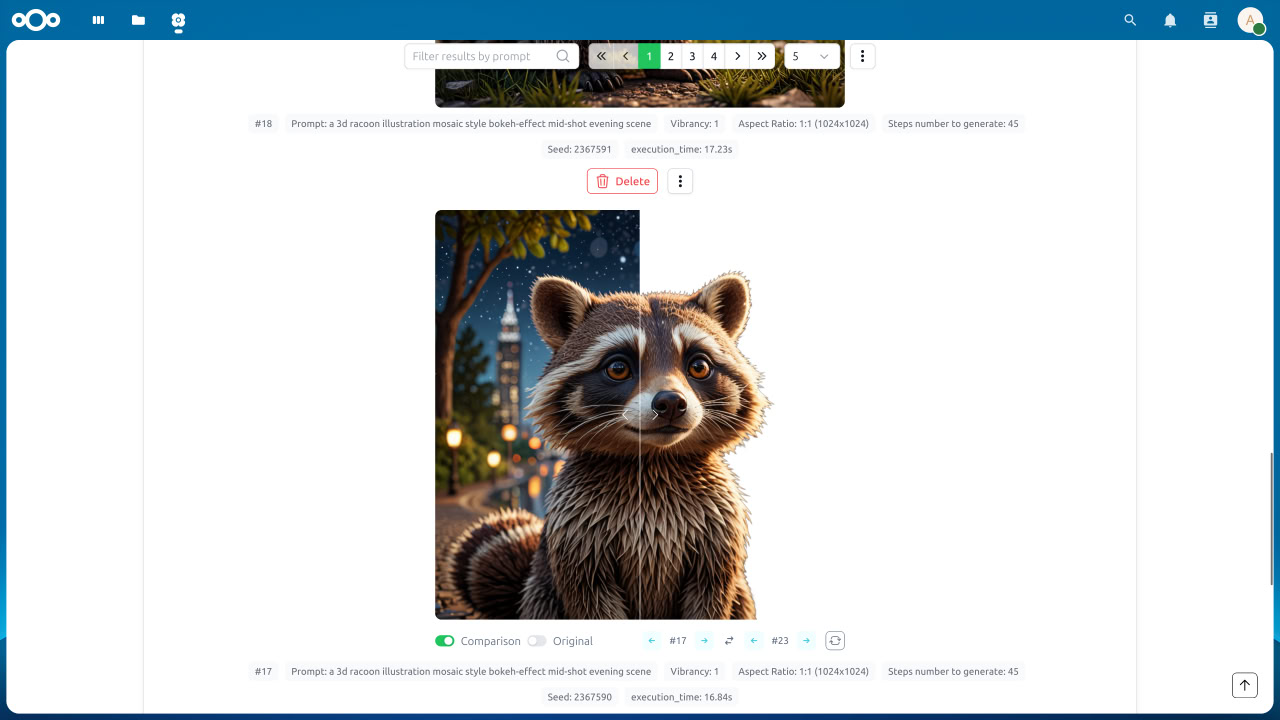 A
Filter results by prompt
1 2 3 4
5
#18 Prompt: a 3d racoon illustration mosaic style bokeh-effect mid-shot evening scene Vibrancy: 1 Aspect Ratio: 1:1 (1024x1024) Steps number to generate: 45
Seed: 2367591 execution_time: 17.23s
Delete
Comparison Original #17 #23
#17 Prompt: a 3d racoon illustration mosaic style bokeh-effect mid-shot evening scene Vibrancy: 1 Aspect Ratio: 1:1 (1024x1024) Steps number to generate: 45
Seed: 2367590 execution_time: 16.84s